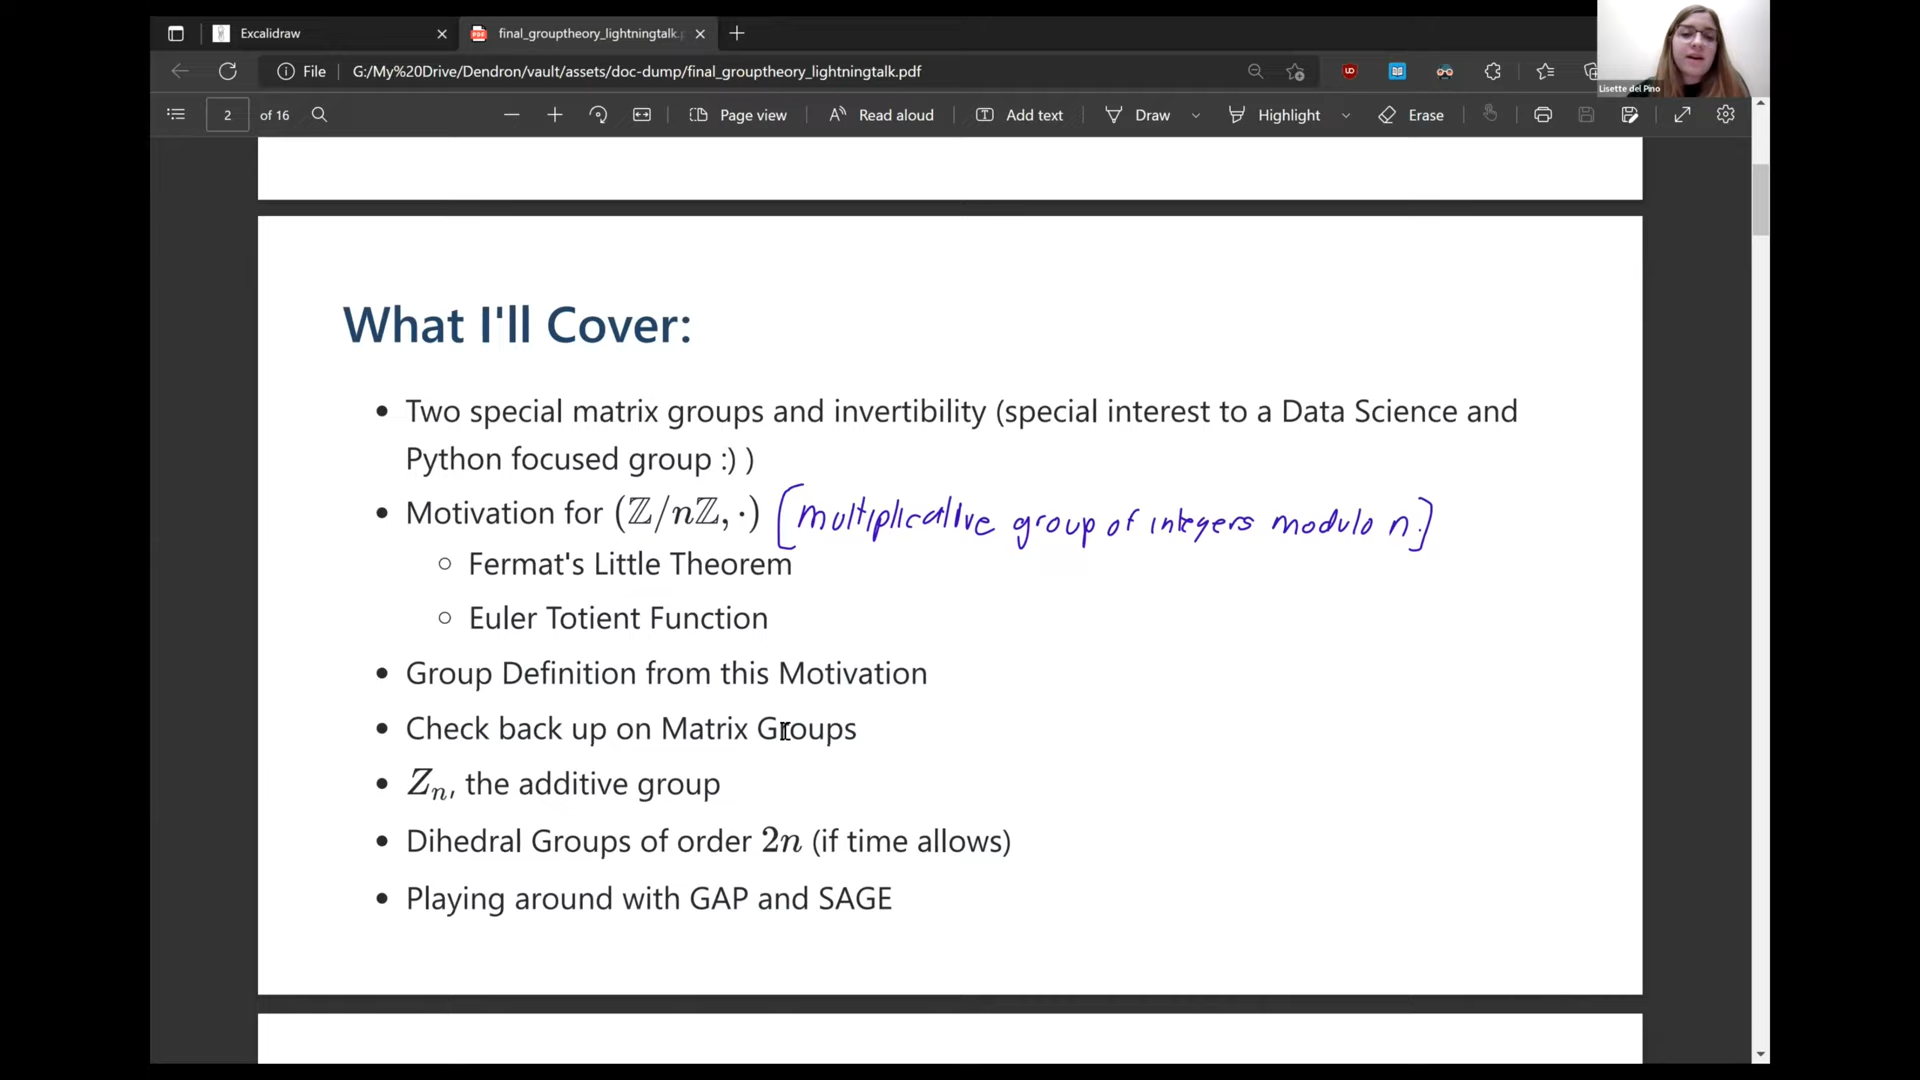 Excalidraw
final_grouptheory_lightningtalk.p
File G:/My%20Drive/Dendron/vault/assets/doc-dump/final_grouptheory_lightningtalk.pdf
Lisette del Pino
2 of 16 Page view Read aloud Add text Draw Highlight Erase
What I'll Cover:
• Two special matrix groups and invertibility (special interest to a Data Science and
Python focused group :) )
• Motivation for (ℤ/nℤ, ·) [multiplicative group of integers modulo n.]
○ Fermat's Little Theorem
○ Euler Totient Function
• Group Definition from this Motivation
• Check back up on Matrix Groups
• Zₙ, the additive group
• Dihedral Groups of order 2n (if time allows)
• Playing around with GAP and SAGE